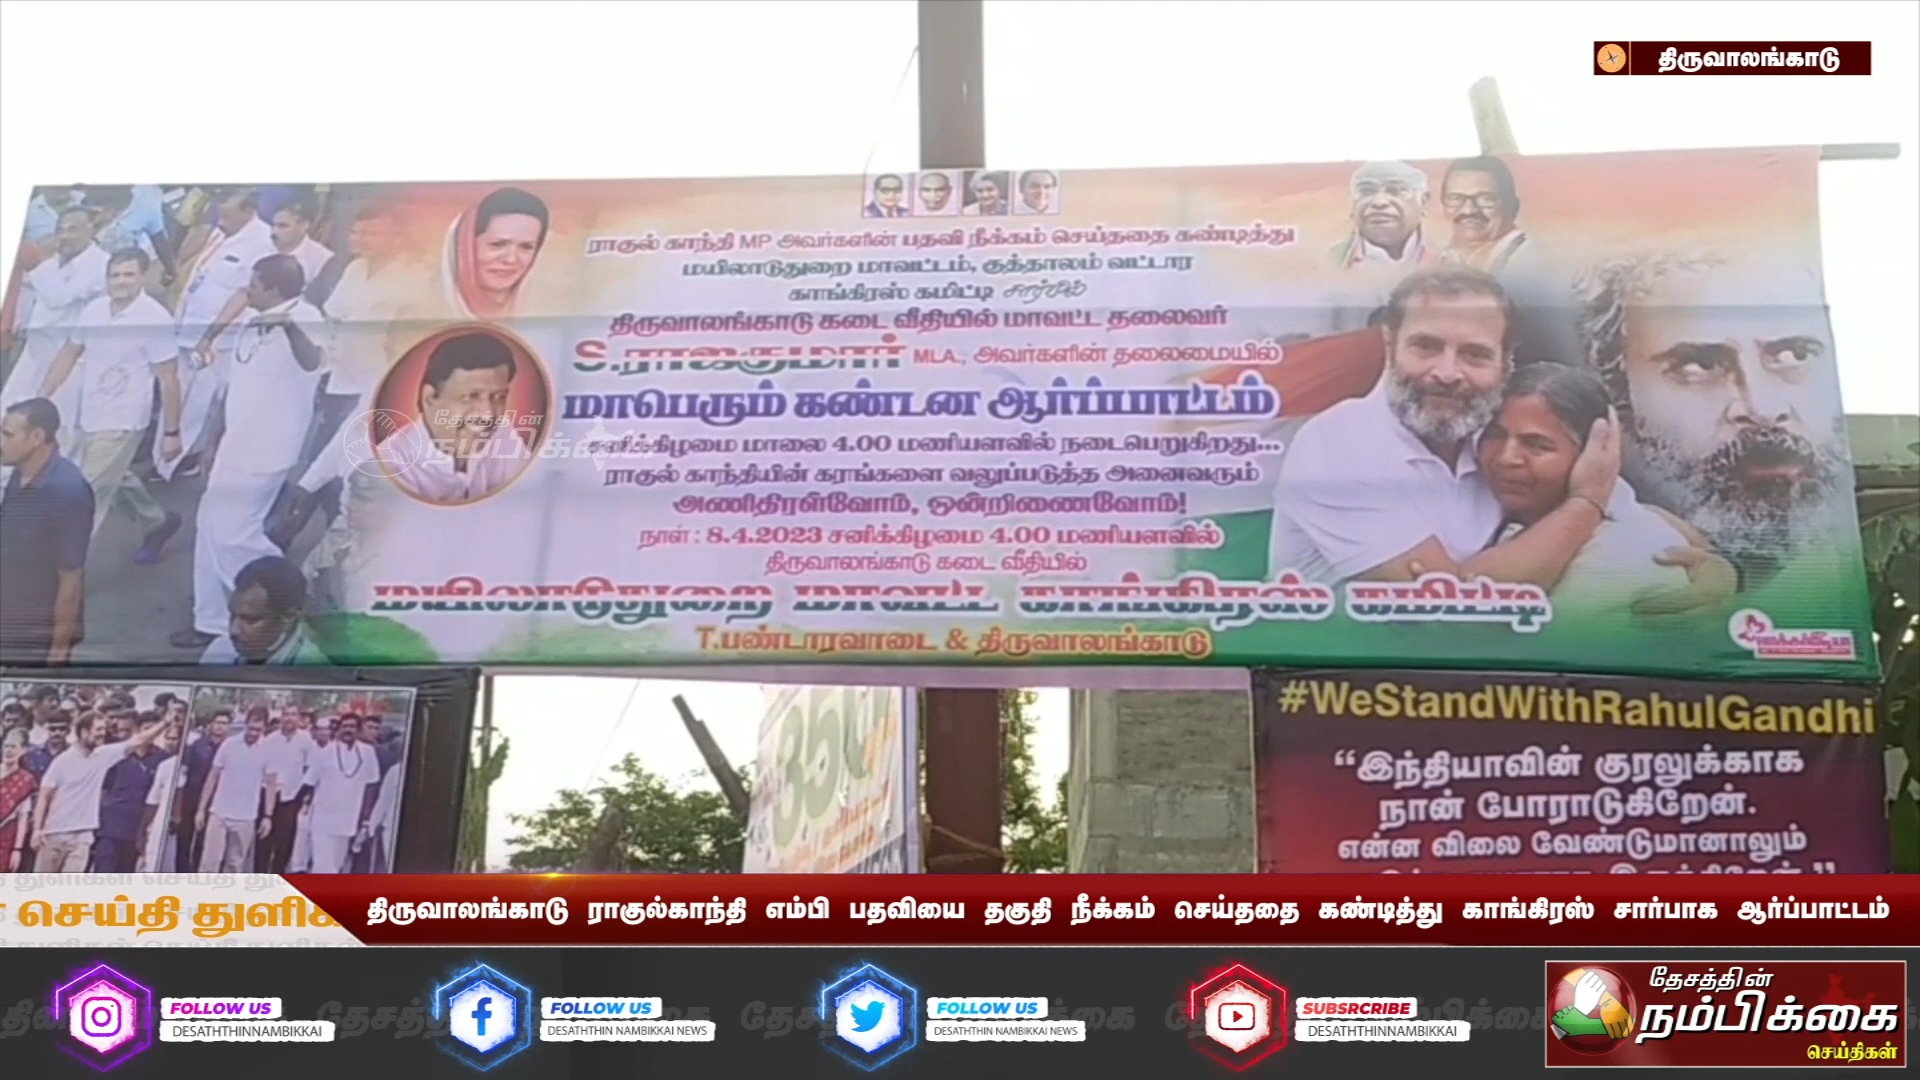 திருவாலங்காடு
ராகுல் காந்தி MP அவர்களின் பதவி நீக்கம் செய்ததை கண்டித்து
மயிலாடுதுறை மாவட்டம், குத்தாலம் வட்டார
காங்கிரஸ் கமிட்டி சார்பில்
திருவாலங்காடு கடை வீதியில் மாவட்ட தலைவர்
S.ராஜகுமார் MLA., அவர்களின் தலைமையில்
மாபெரும் கண்டன ஆர்ப்பாட்டம்
சனிக்கிழமை மாலை 4.00 மணியளவில் நடைபெறுகிறது...
ராகுல் காந்தியின் கரங்களை வலுப்படுத்த அனைவரும்
அணிதிரள்வோம், ஒன்றிணைவோம்!
நாள் : 8.4.2023 சனிக்கிழமை 4.00 மணியளவில்
திருவாலங்காடு கடை வீதியில்
மயிலாடுதுறை மாவட்ட காங்கிரஸ் கமிட்டி
T.பண்டாரவாடை & திருவாலங்காடு
தேசத்தின்
நம்பிக்கை
#WeStandWithRahulGandhi
“இந்தியாவின் குரலுக்காக
நான் போராடுகிறேன்.
என்ன விலை வேண்டுமானாலும்
செய்தி துளிகள்
திருவாலங்காடு ராகுல்காந்தி எம்பி பதவியை தகுதி நீக்கம் செய்ததை கண்டித்து காங்கிரஸ் சார்பாக ஆர்ப்பாட்டம்
FOLLOW US
DESATHTHINNAMBIKKAI
FOLLOW US
DESATHTHIN NAMBIKKAI NEWS
FOLLOW US
DESATHTHIN NAMBIKKAI NEWS
SUBSRCRIBE
DESATHTHINNAMBIKKAI
தேசத்தின்
நம்பிக்கை
செய்திகள்